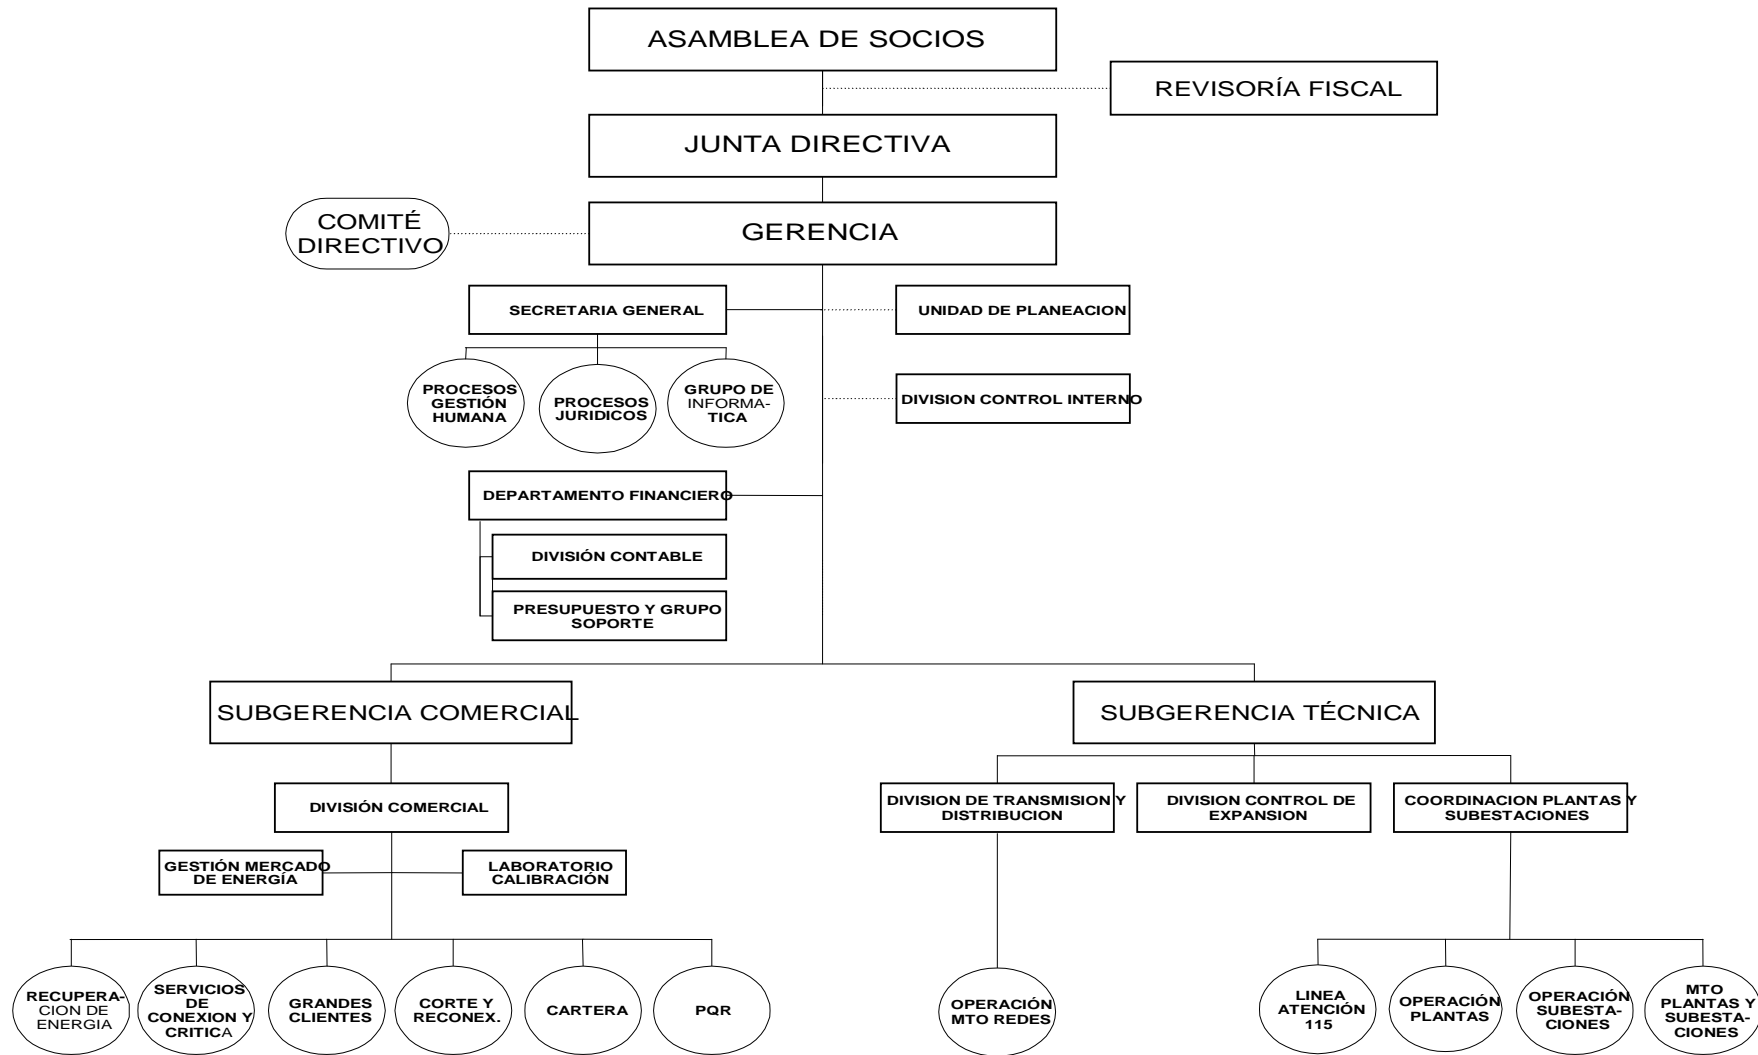 ASAMBLEA DE SOCIOS
REVISORÍA FISCAL
JUNTA DIRECTIVA
COMITÉ
DIRECTIVO
GERENCIA
SECRETARIA GENERAL
UNIDAD DE PLANEACION
PROCESOS
GESTIÓN
HUMANA
PROCESOS
JURIDICOS
GRUPO DE
INFORMA-
TICA
DIVISION CONTROL INTERNO
DEPARTAMENTO FINANCIERO
DIVISIÓN CONTABLE
PRESUPUESTO Y GRUPO
SOPORTE
SUBGERENCIA COMERCIAL
SUBGERENCIA TÉCNICA
DIVISIÓN COMERCIAL
DIVISION DE TRANSMISION Y
DISTRIBUCION
DIVISION CONTROL DE
EXPANSION
COORDINACION PLANTAS Y
SUBESTACIONES
GESTIÓN MERCADO
DE ENERGÍA
LABORATORIO
CALIBRACIÓN
RECUPERA-
CION DE
ENERGIA
SERVICIOS
DE
CONEXION Y
CRITICA
GRANDES
CLIENTES
CORTE Y
RECONEX.
CARTERA
PQR
OPERACIÓN
MTO REDES
LINEA
ATENCIÓN
115
OPERACIÓN
PLANTAS
OPERACIÓN
SUBESTA-
CIONES
MTO
PLANTAS Y
SUBESTA-
CIONES